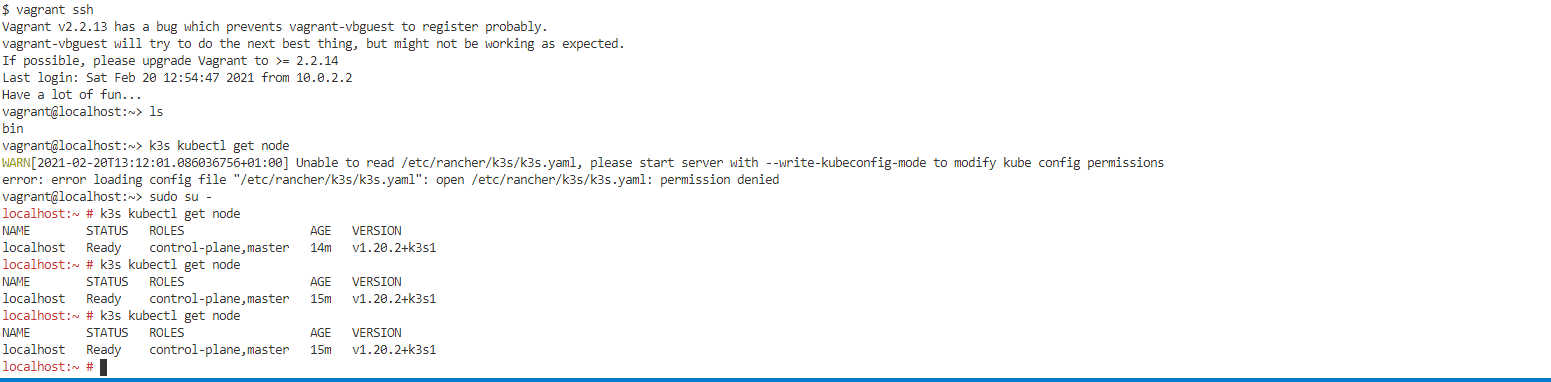 $ vagrant ssh
Vagrant v2.2.13 has a bug which prevents vagrant-vbguest to register probably.
vagrant-vbguest will try to do the next best thing, but might not be working as expected.
If possible, please upgrade Vagrant to >= 2.2.14
Last login: Sat Feb 20 12:54:47 2021 from 10.0.2.2
Have a lot of fun...
vagrant@localhost:~> ls
bin
vagrant@localhost:~> k3s kubectl get node
WARN[2021-02-20T13:12:01.086036756+01:00] Unable to read /etc/rancher/k3s/k3s.yaml, please start server with --write-kubeconfig-mode to modify kube config permissions
error: error loading config file "/etc/rancher/k3s/k3s.yaml": open /etc/rancher/k3s/k3s.yaml: permission denied
vagrant@localhost:~> sudo su -
localhost:~ # k3s kubectl get node
NAME        STATUS   ROLES                  AGE   VERSION
localhost   Ready    control-plane,master   14m   v1.20.2+k3s1
localhost:~ # k3s kubectl get node
NAME        STATUS   ROLES                  AGE   VERSION
localhost   Ready    control-plane,master   15m   v1.20.2+k3s1
localhost:~ # k3s kubectl get node
NAME        STATUS   ROLES                  AGE   VERSION
localhost   Ready    control-plane,master   15m   v1.20.2+k3s1
localhost:~ #